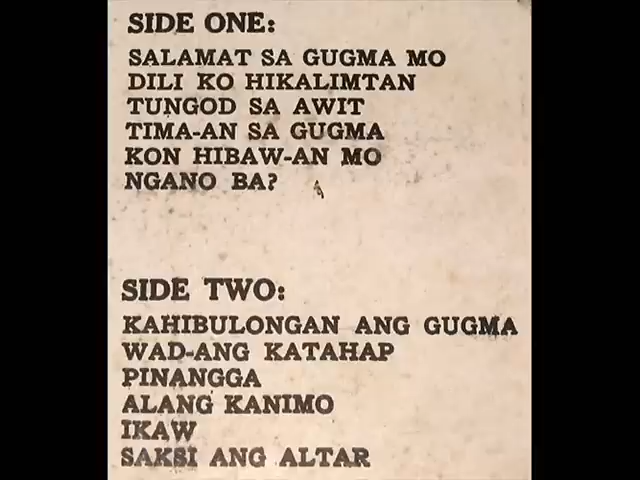 SIDE ONE:
SALAMAT SA GUGMA MO
DILI KO HIKALIMTAN
TUNGOD SA AWIT
TIMA-AN SA GUGMA
KON HIBAW-AN MO
NGANO BA?
SIDE TWO:
KAHIBULONGAN ANG GUGMA
WAD-ANG KATAHAP
PINANGGA
ALANG KANIMO
IKAW
SAKSI ANG ALTAR